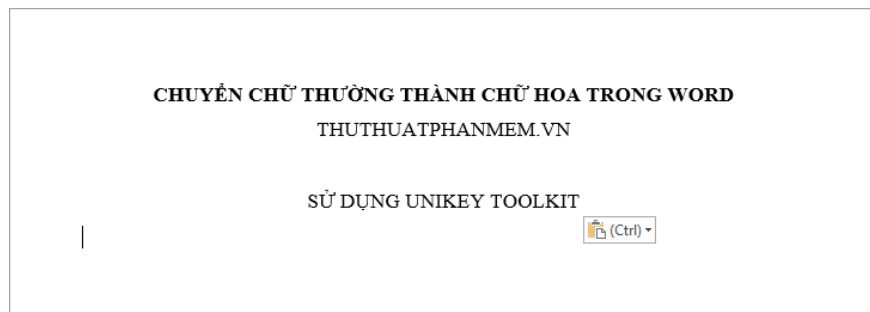 CHUYỂN CHỮ THƯỜNG THÀNH CHỮ HOA TRONG WORD
THUTHUATPHANMEM.VN
SỬ DỤNG UNIKEY TOOLKIT
(Ctrl)